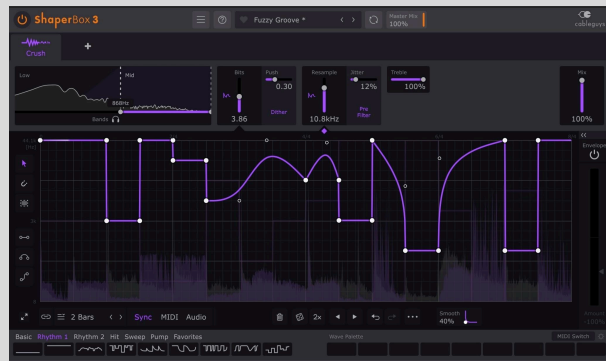 ShaperBox 3
Fuzzy Groove *
Master Mix
100%
cableguys
Crush
+
Low
Mid
868Hz
Bands
Bits
3.86
Push
0.30
Dither
Resample
10.8kHz
Jitter
12%
Pre
Filter
Treble
100%
Mix
100%
Envelope
Amount
2 Bars
Sync
MIDI
Audio
2x
Smooth
40%
Basic
Rhythm 1
Rhythm 2
Hit
Sweep
Pump
Favorites
Wave Palette
MIDI Switch